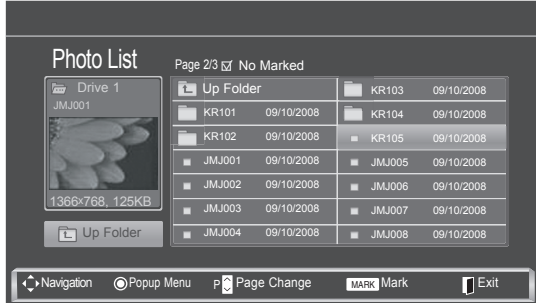 Photo List
Page 2/3 No Marked
Drive 1
JMJ001
1366x768, 125KB
Up Folder
Up Folder
KR101 09/10/2008
KR102 09/10/2008
JMJ001 09/10/2008
JMJ002 09/10/2008
JMJ003 09/10/2008
JMJ004 09/10/2008
KR103 09/10/2008
KR104 09/10/2008
KR105 09/10/2008
JMJ005 09/10/2008
JMJ006 09/10/2008
JMJ007 09/10/2008
JMJ008 09/10/2008
Navigation Popup Menu P Page Change MARK Mark Exit